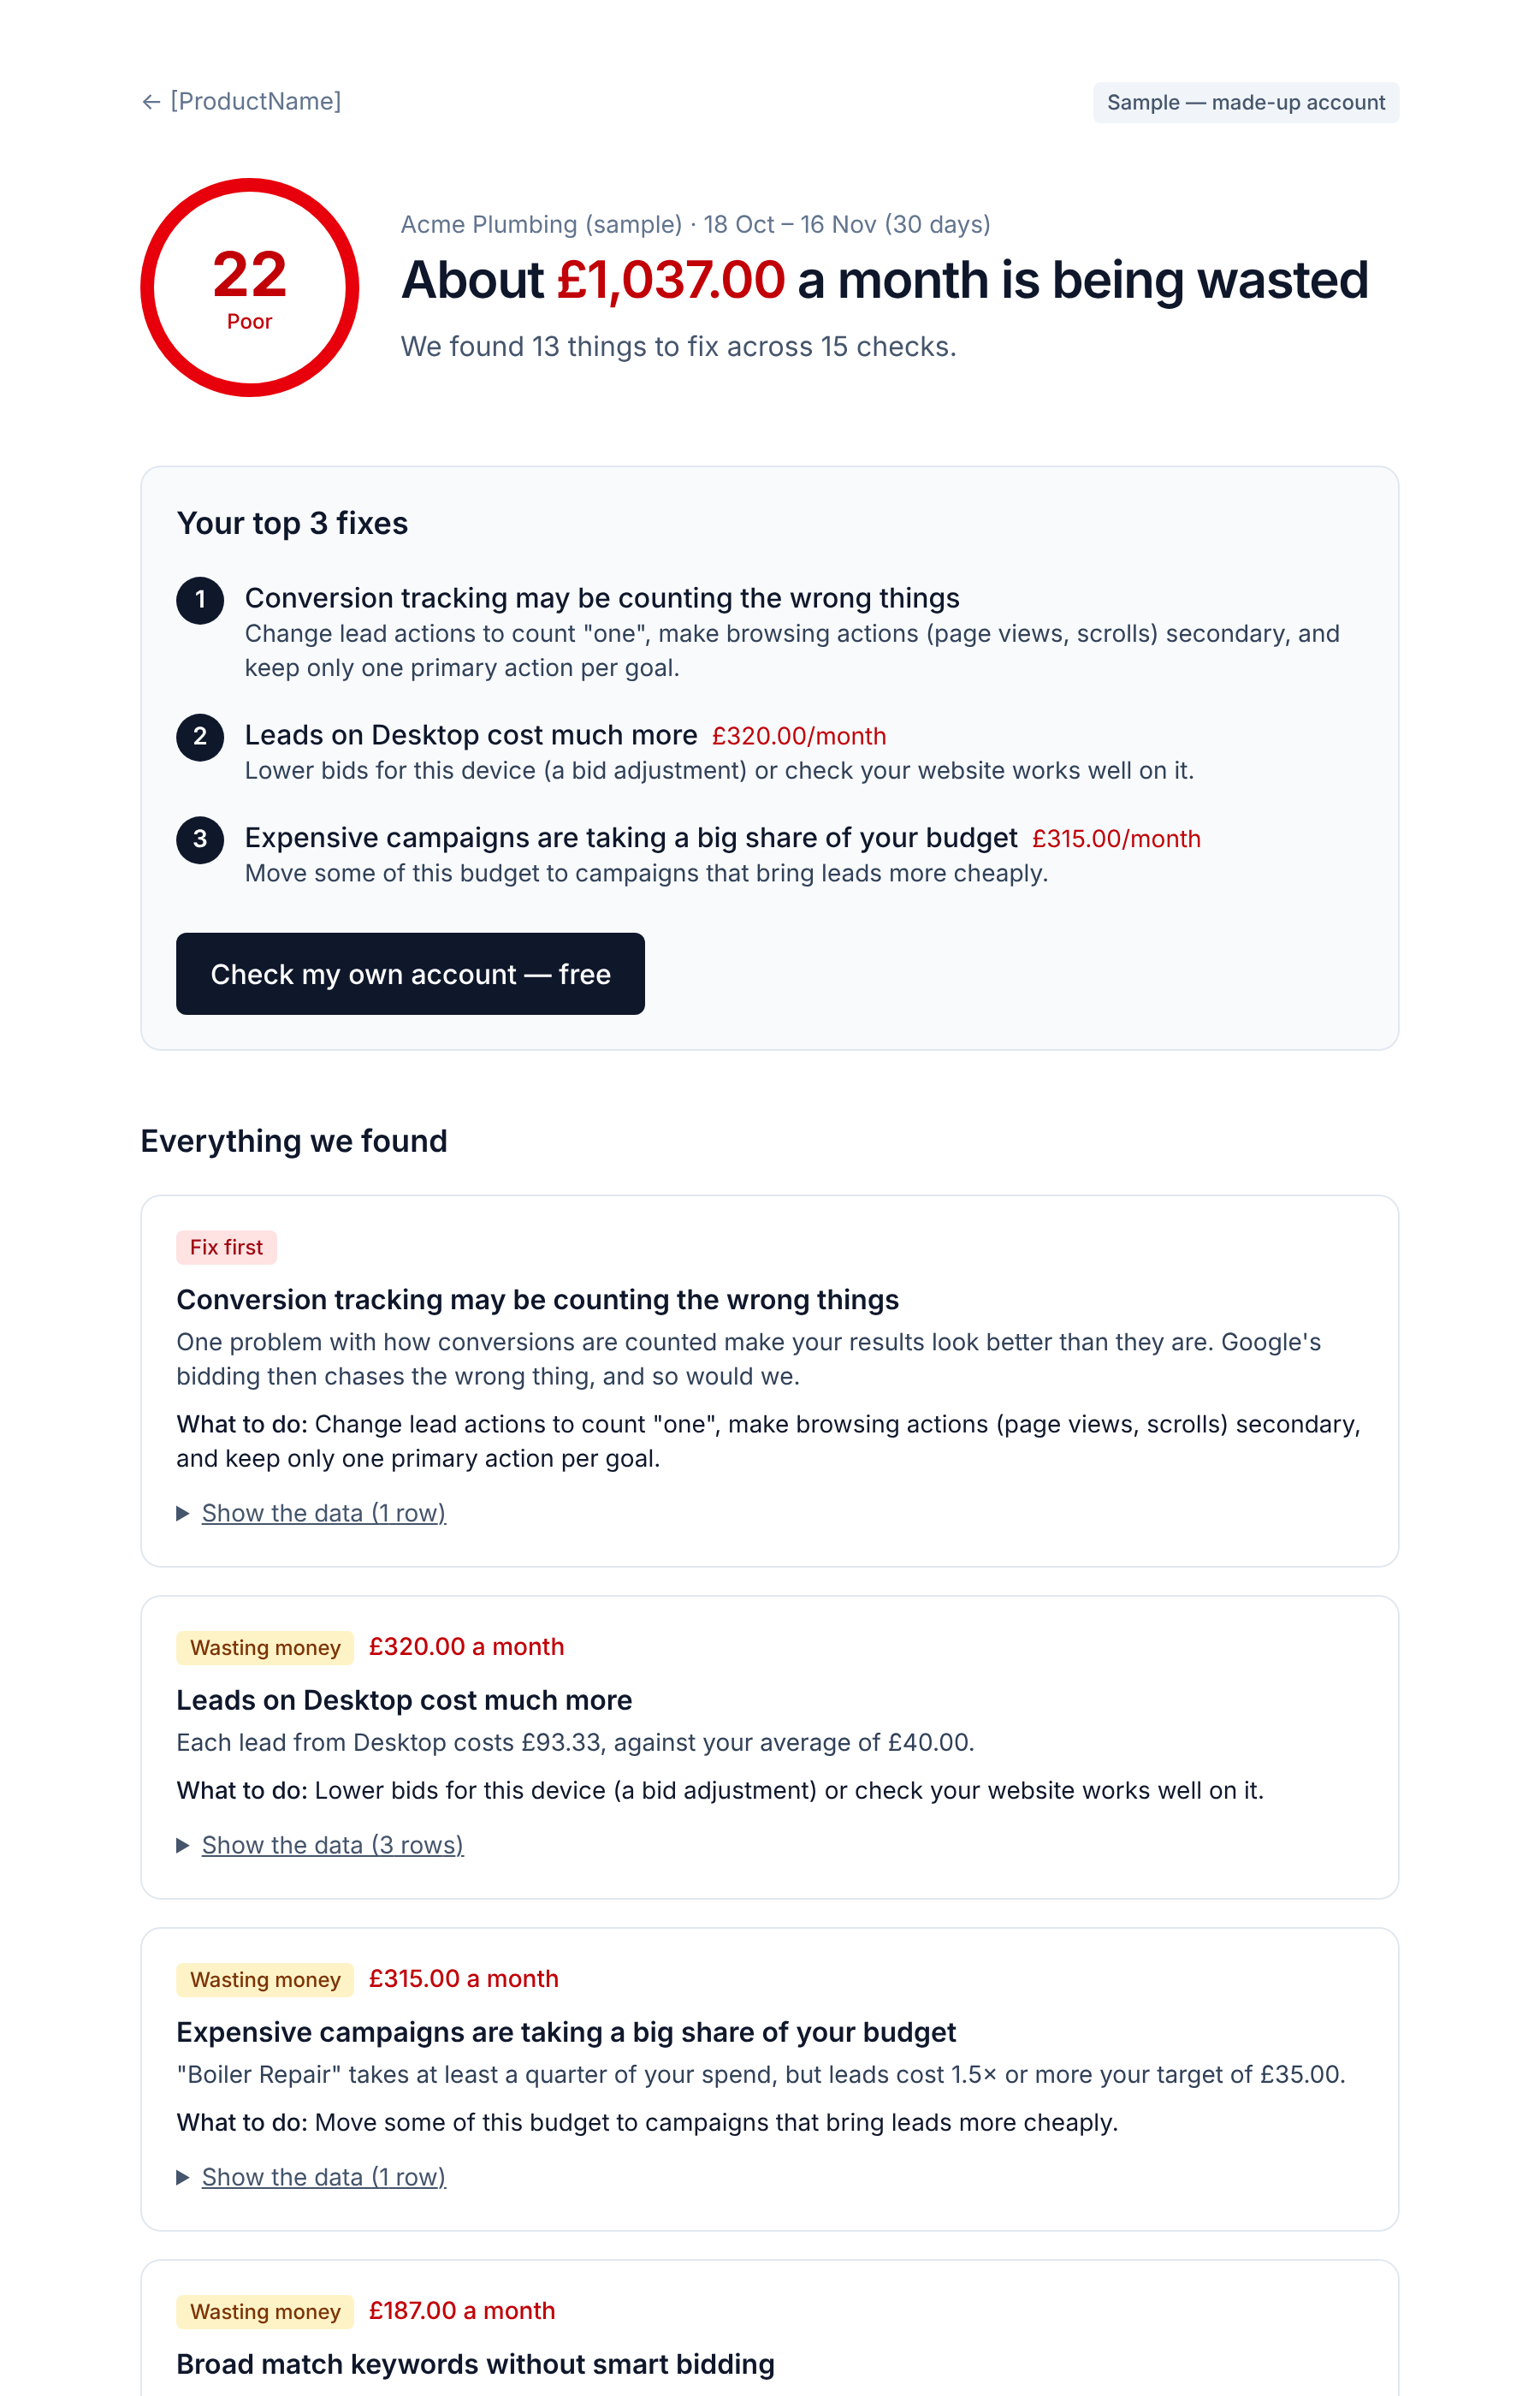 ← [ProductName]
Sample — made-up account
22
Poor
Acme Plumbing (sample) · 18 Oct – 16 Nov (30 days)
About £1,037.00 a month is being wasted
We found 13 things to fix across 15 checks.
Your top 3 fixes
1
Conversion tracking may be counting the wrong things
Change lead actions to count "one", make browsing actions (page views, scrolls) secondary, and
keep only one primary action per goal.
2
Leads on Desktop cost much more £320.00/month
Lower bids for this device (a bid adjustment) or check your website works well on it.
3
Expensive campaigns are taking a big share of your budget £315.00/month
Move some of this budget to campaigns that bring leads more cheaply.
Check my own account — free
Everything we found
Fix first
Conversion tracking may be counting the wrong things
One problem with how conversions are counted make your results look better than they are. Google's
bidding then chases the wrong thing, and so would we.
What to do: Change lead actions to count "one", make browsing actions (page views, scrolls) secondary,
and keep only one primary action per goal.
▶ Show the data (1 row)
Wasting money £320.00 a month
Leads on Desktop cost much more
Each lead from Desktop costs £93.33, against your average of £40.00.
What to do: Lower bids for this device (a bid adjustment) or check your website works well on it.
▶ Show the data (3 rows)
Wasting money £315.00 a month
Expensive campaigns are taking a big share of your budget
"Boiler Repair" takes at least a quarter of your spend, but leads cost 1.5× or more your target of £35.00.
What to do: Move some of this budget to campaigns that bring leads more cheaply.
▶ Show the data (1 row)
Wasting money £187.00 a month
Broad match keywords without smart bidding